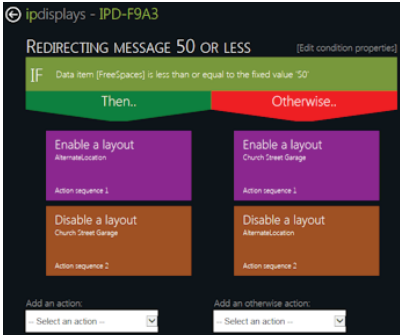 ipdisplays - IPD-F9A3
REDIRECTING MESSAGE 50 OR LESS
[Edit condition properties]
IF Data item [FreeSpaces] is less than or equal to the fixed value '50'
Then..
Otherwise..
Enable a layout
AlternateLocation
Action sequence 1
Enable a layout
Church Street Garage
Action sequence 1
Disable a layout
Church Street Garage
Action sequence 2
Disable a layout
AlternateLocation
Action sequence 2
Add an action:
-- Select an action --
Add an otherwise action:
-- Select an action --